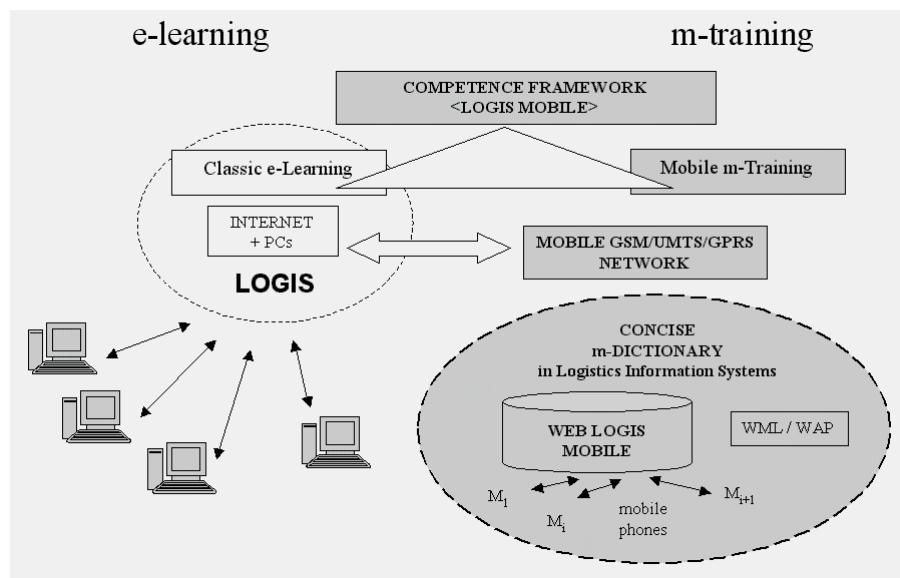 e-learning
m-training
COMPETENCE FRAMEWORK
<LOGIS MOBILE>
Classic e-Learning
Mobile m-Training
INTERNET
+ PCs
LOGIS
MOBILE GSM/UMTS/GPRS
NETWORK
CONCISE
m-DICTIONARY
in Logistics Information Systems
WEB LOGIS
MOBILE
WML / WAP
M1
Mi
mobile
phones
Mi+1